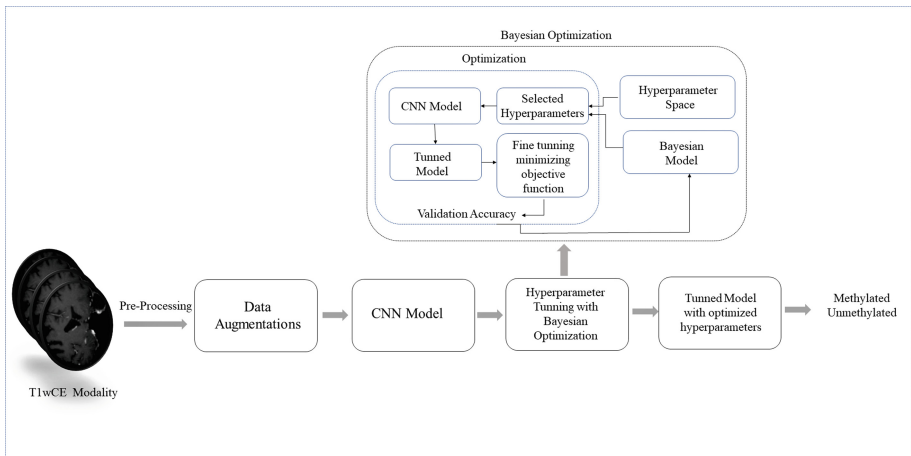 Bayesian Optimization
Optimization
CNN Model
Selected
Hyperparameters
Hyperparameter
Space
Tunned
Model
Fine tunning
minimizing
objective
function
Bayesian
Model
Validation Accuracy
Pre-Processing
Data
Augmentations
CNN Model
Hyperparameter
Tunning with
Bayesian
Optimization
Tunned Model
with optimized
hyperparameters
Methylated
Unmethylated
T1wCE Modality